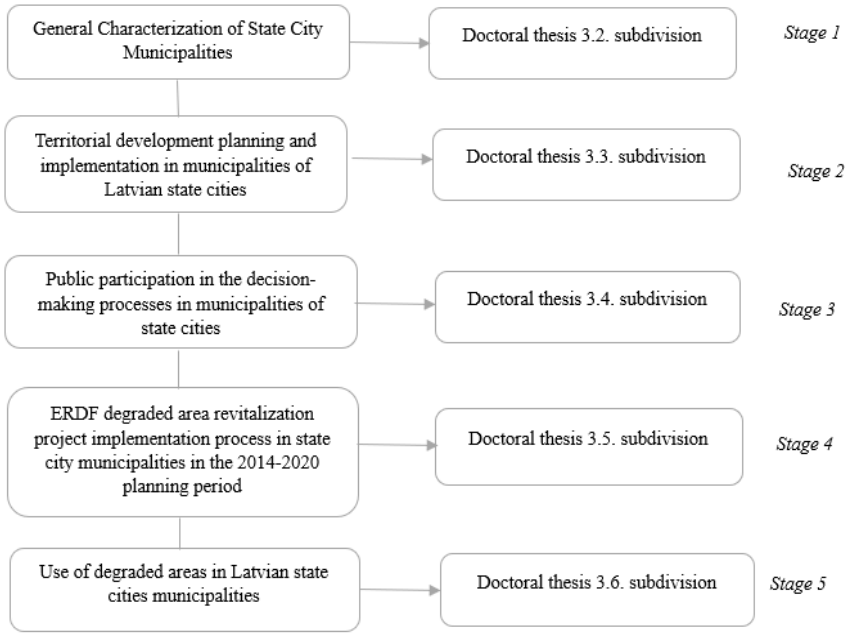 General Characterization of State City
Municipalities
Doctoral thesis 3.2. subdivision
Stage 1
Territorial development planning and
implementation in municipalities of
Latvian state cities
Doctoral thesis 3.3. subdivision
Stage 2
Public participation in the decision-
making processes in municipalities of
state cities
Doctoral thesis 3.4. subdivision
Stage 3
ERDF degraded area revitalization
project implementation process in state
city municipalities in the 2014-2020
planning period
Doctoral thesis 3.5. subdivision
Stage 4
Use of degraded areas in Latvian state
cities municipalities
Doctoral thesis 3.6. subdivision
Stage 5